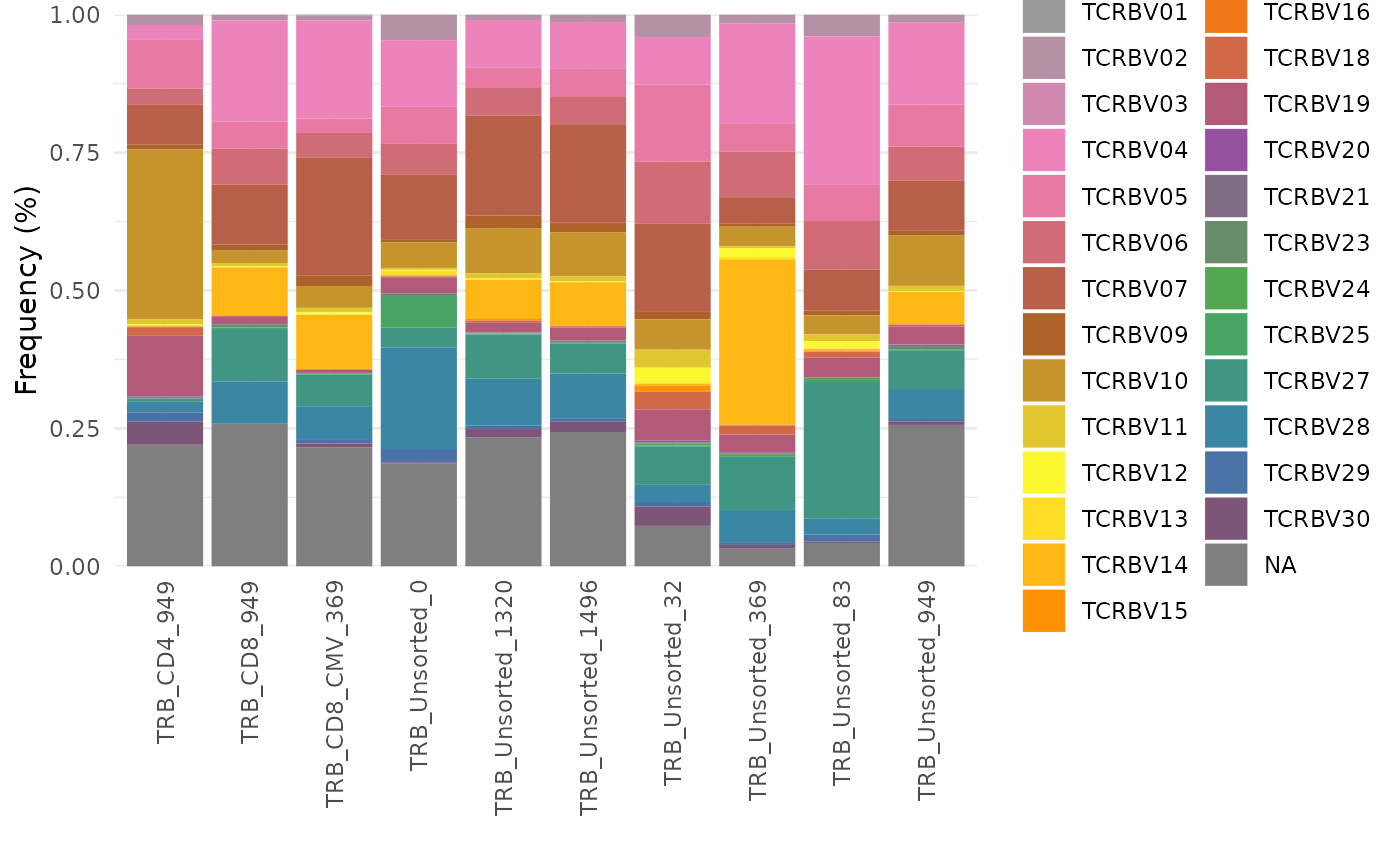 Frequency (%)
1.00
0.75
0.50
0.25
0.00
TRB_CD4_949
TRB_CD8_949
TRB_CD8_CMV_369
TRB_Unsorted_0
TRB_Unsorted_1320
TRB_Unsorted_1496
TRB_Unsorted_32
TRB_Unsorted_369
TRB_Unsorted_83
TRB_Unsorted_949
TCRBV01
TCRBV02
TCRBV03
TCRBV04
TCRBV05
TCRBV06
TCRBV07
TCRBV09
TCRBV10
TCRBV11
TCRBV12
TCRBV13
TCRBV14
TCRBV15
TCRBV16
TCRBV18
TCRBV19
TCRBV20
TCRBV21
TCRBV23
TCRBV24
TCRBV25
TCRBV27
TCRBV28
TCRBV29
TCRBV30
NA